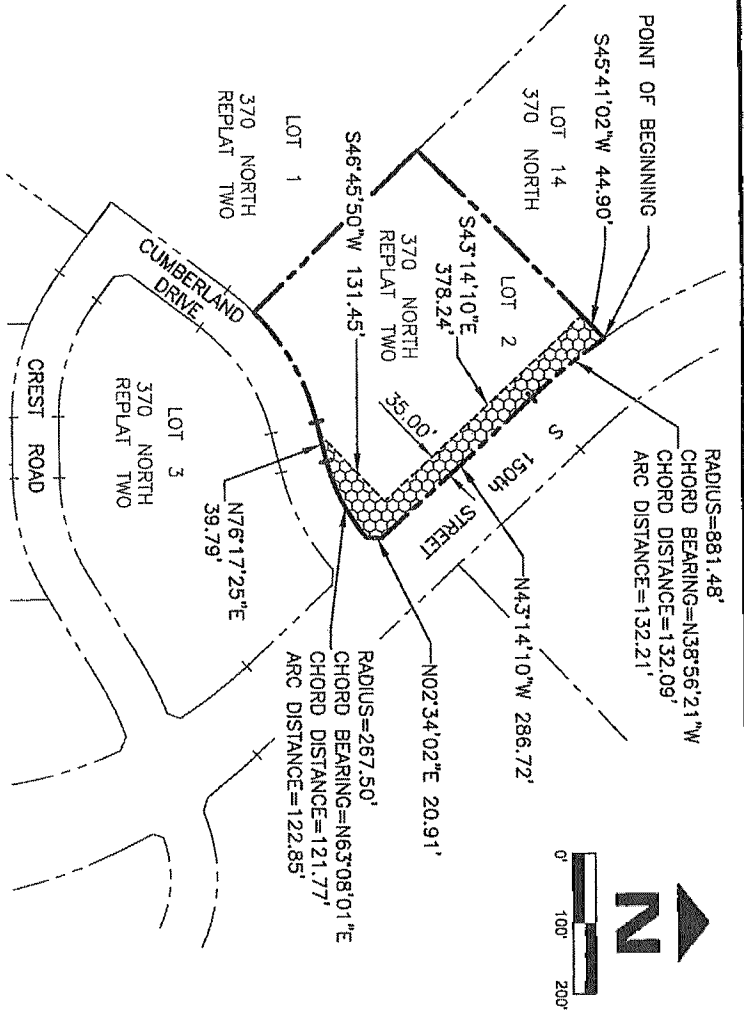 POINT OF BEGINNING
S45°41'02"W 44.90'
LOT 14
370 NORTH
RADIUS=881.48'
CHORD BEARING=N38°56'21"W
CHORD DISTANCE=132.09'
ARC DISTANCE=132.21'
LOT 2
S43°14'10"E
378.24'
370 NORTH
REPLAT TWO
S46°45'50"W 131.45'
35.00'
S 150th STREET
N43°14'10"W 286.72'
N02°34'02"E 20.91'
RADIUS=267.50'
CHORD BEARING=N63°08'01"E
CHORD DISTANCE=121.77'
ARC DISTANCE=122.85'
N76°17'25"E
39.79'
LOT 1
370 NORTH
REPLAT TWO
CUMBERLAND
DRIVE
LOT 3
370 NORTH
REPLAT TWO
CREST ROAD
N
0'
100'
200'